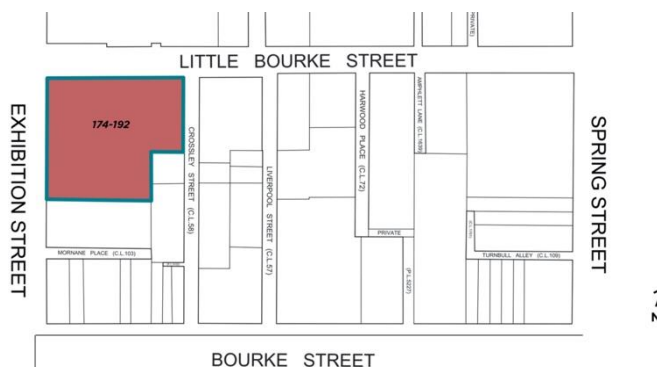 PRIVATE)
LITTLE BOURKE STREET
EXHIBITION STREET
174-192
CROSSLEY STREET (C.L.58)
LIVERPOOL STREET (C.L.57)
HARWOOD PLACE (C.L.72)
AMPHLETT LANE (C.L.1639)
SPRING STREET
MORNANE PLACE (C.L.103)
PRIVATE
(P.L.5227)
TURNBULL ALLEY (C.L.109)
BOURKE STREET